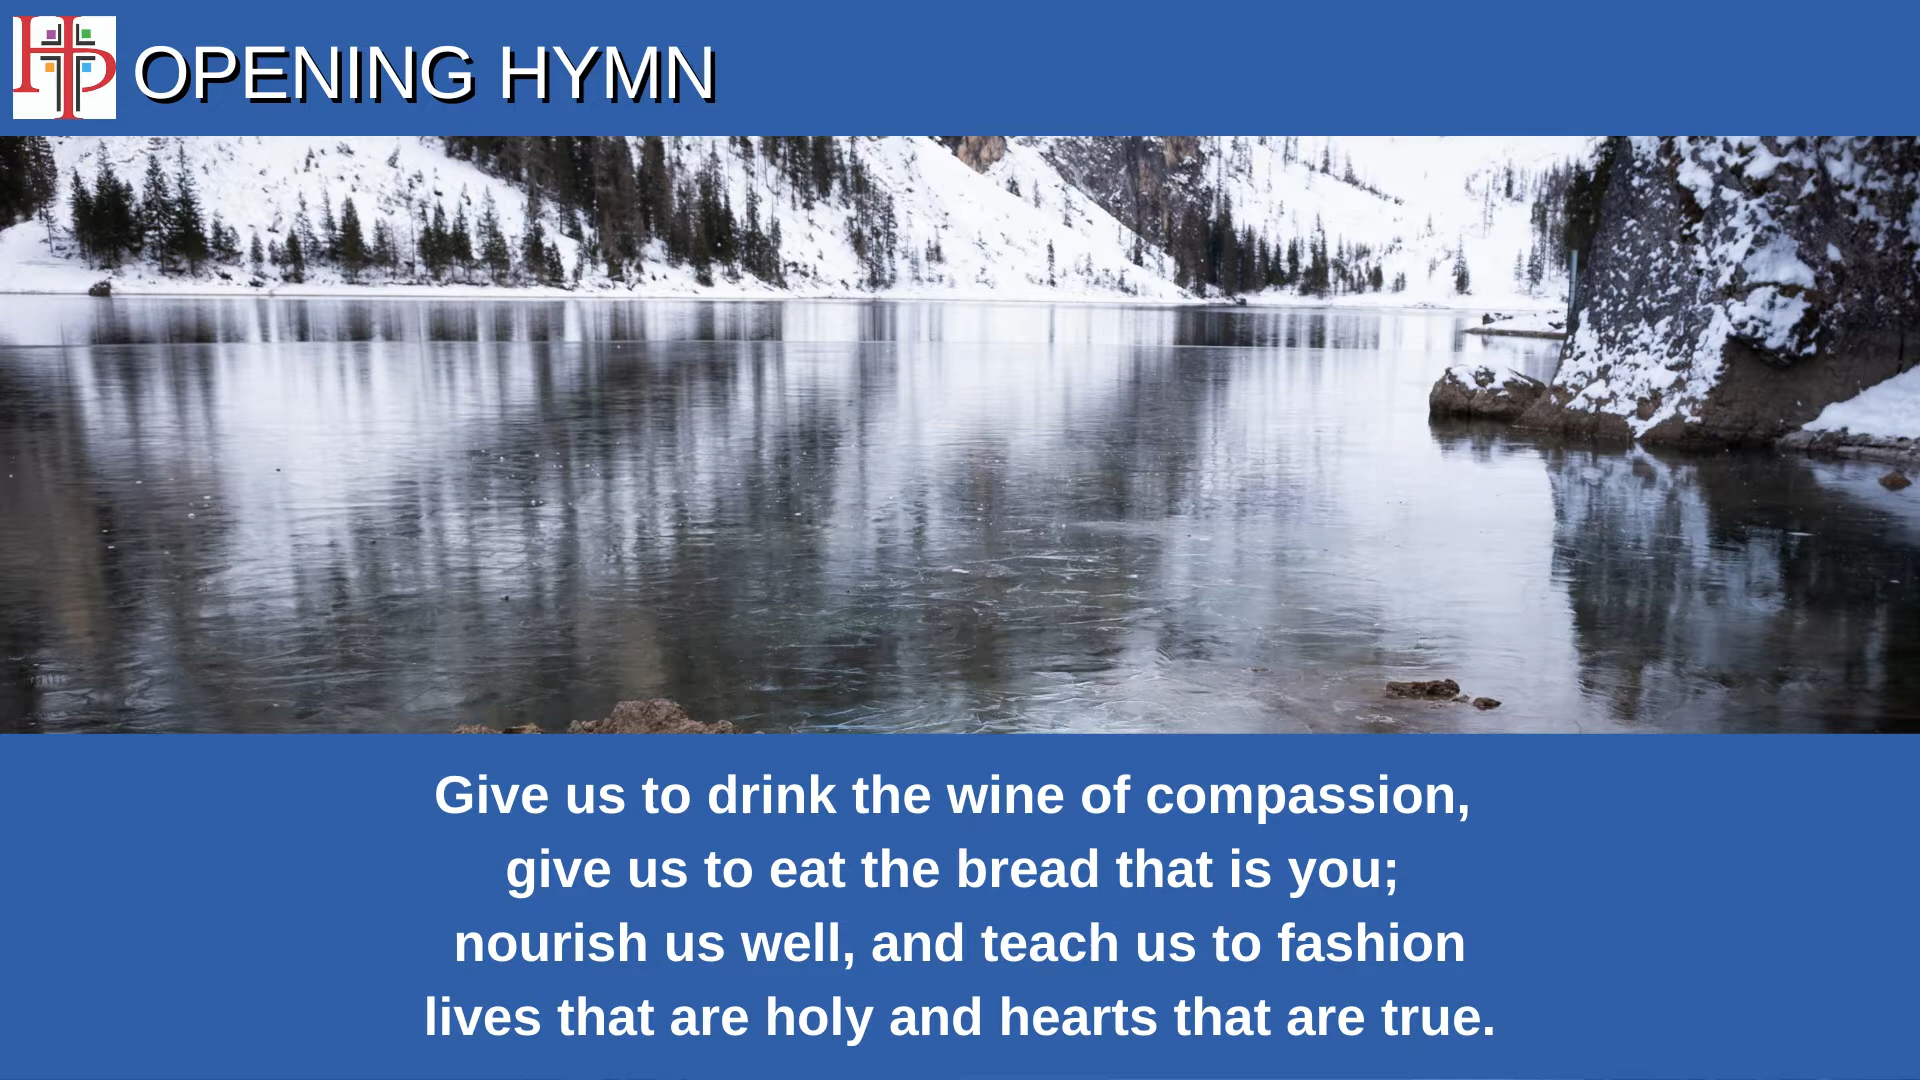 OPENING HYMN
Give us to drink the wine of compassion,
give us to eat the bread that is you;
nourish us well, and teach us to fashion
lives that are holy and hearts that are true.